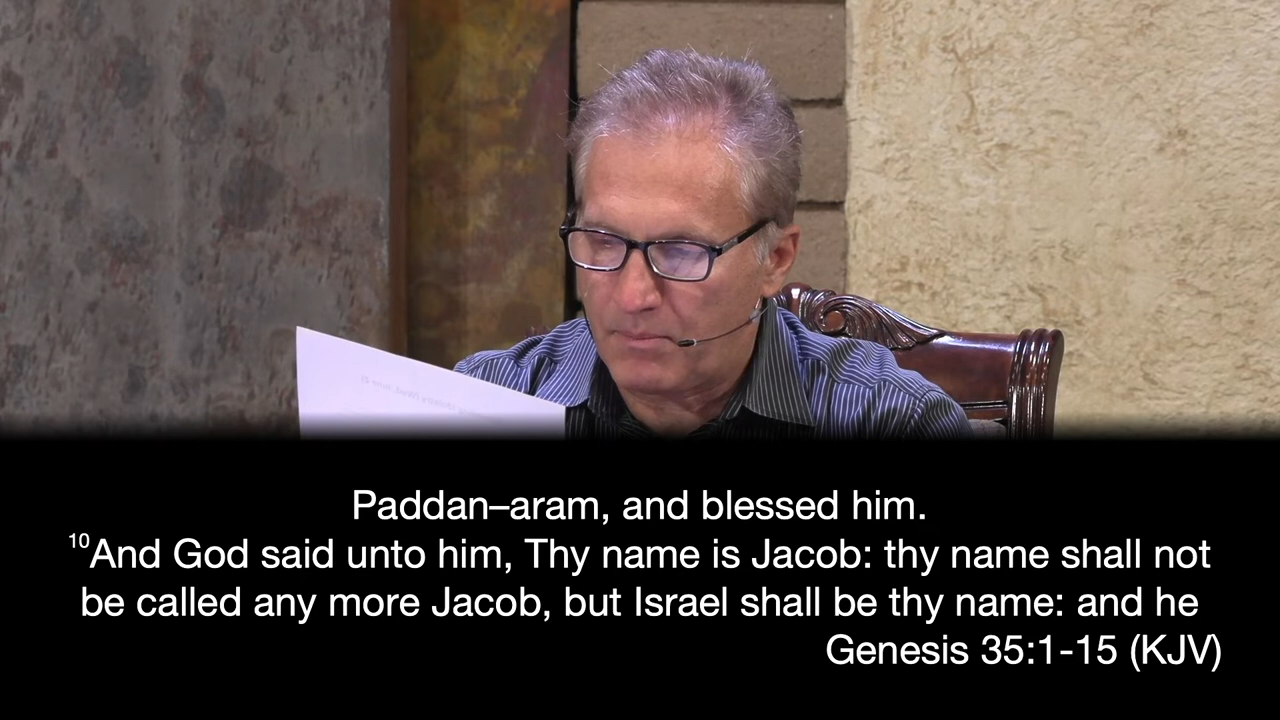 Paddan–aram, and blessed him.
10And God said unto him, Thy name is Jacob: thy name shall not
be called any more Jacob, but Israel shall be thy name: and he
Genesis 35:1-15 (KJV)